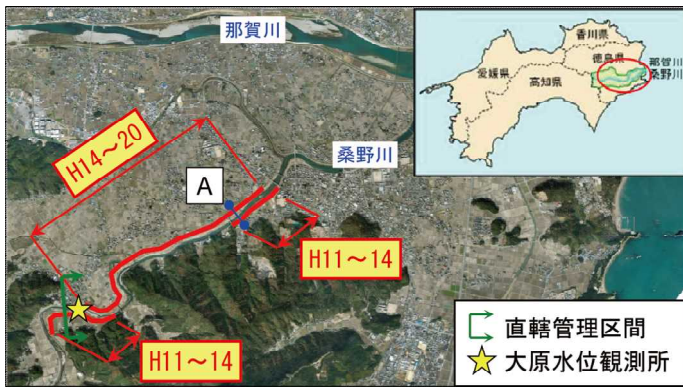 那賀川
桑野川
H14～20
A
H11～14
H11～14
香川県
徳島県
愛媛県
高知県
那賀川
桑野川
直轄管理区間
大原水位観測所